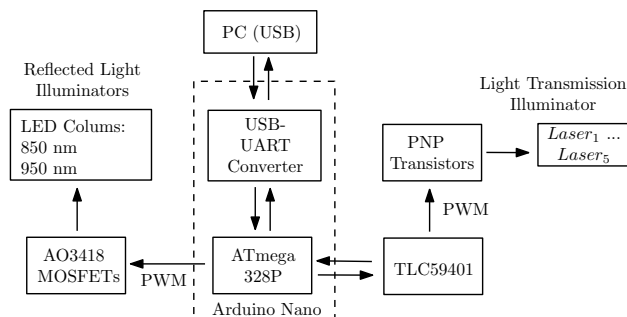 PC (USB)
Reflected Light
Illuminators
LED Colums:
850 nm
950 nm
USB-
UART
Converter
PNP
Transistors
Light Transmission
Illuminator
Laser1 ...
Laser5
PWM
AO3418
MOSFETs
PWM
ATmega
328P
TLC59401
Arduino Nano